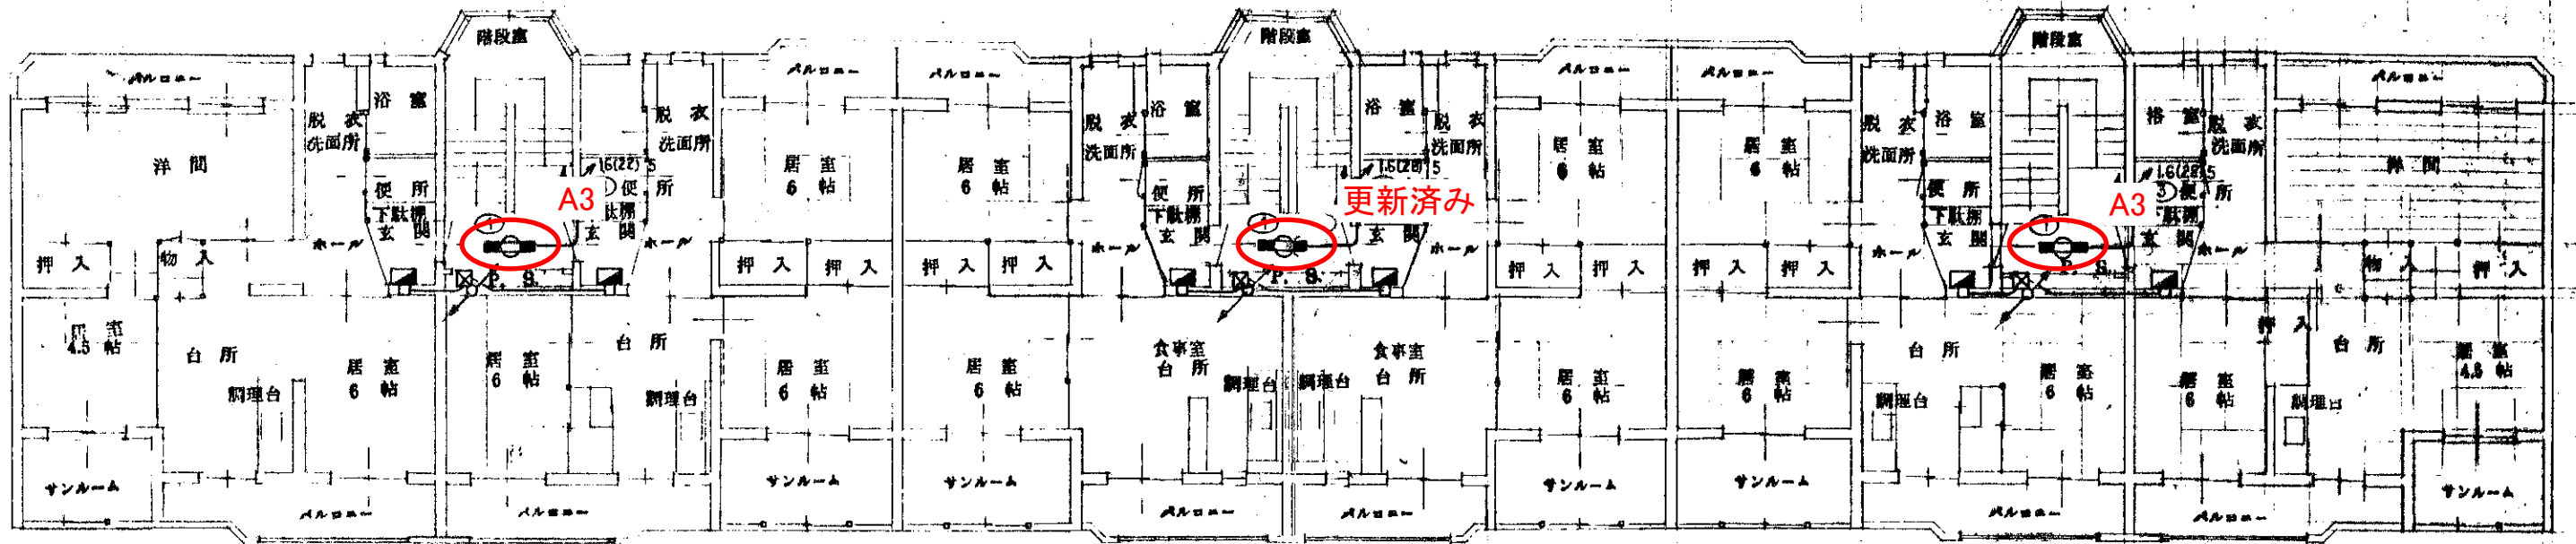 階段室
階段室
階段室
バルコニー
バルコニー
バルコニー
バルコニー
バルコニー
バルコニー
浴室
浴室
浴室
浴室
浴室
脱衣
洗面所
脱衣
洗面所
脱衣
洗面所
脱衣
洗面所
脱衣
洗面所
脱衣
洗面所
洋間
居室
6帖
居室
6帖
居室
6帖
居室
6帖
洋間
1.6(22)5
便所
A3
便所
下駄棚
玄関
玄関
便所
下駄棚
玄関
更新済み
玄関
便所
下駄棚
玄関
A3
便所
下駄棚
玄関
ホール
ホール
ホール
ホール
ホール
ホール
押入
物入
押入
押入
押入
押入
押入
押入
押入
押入
物入
押入
P.S.
P.S.
P.S.
居室
4.5帖
台所
居室
6帖
居室
6帖
台所
居室
6帖
居室
6帖
食事室
台所
食事室
台所
居室
6帖
居室
6帖
台所
居室
6帖
居室
6帖
押入
台所
居室
4.5帖
調理台
調理台
調理台
調理台
調理台
調理台
サンルーム
サンルーム
サンルーム
サンルーム
サンルーム
サンルーム
バルコニー
バルコニー
バルコニー
バルコニー
バルコニー
バルコニー